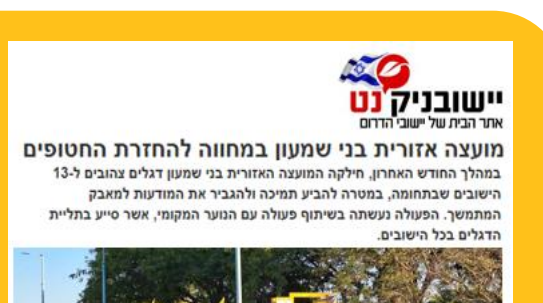 יישובניק נט
אתר הבית של יישובי הדרום
מועצה אזורית בני שמעון במחווה להחזרת החטופים
במהלך החודש האחרון, חילקה המועצה האזורית בני שמעון דגלים צהובים ל-13
הישובים שבתחומה, במטרה להביע תמיכה ולהגביר את המודעות למאבק
המתמשך. הפעולה נעשתה בשיתוף פעולה עם הנוער המקומי, אשר סייע בתליית
הדגלים בכל הישובים.